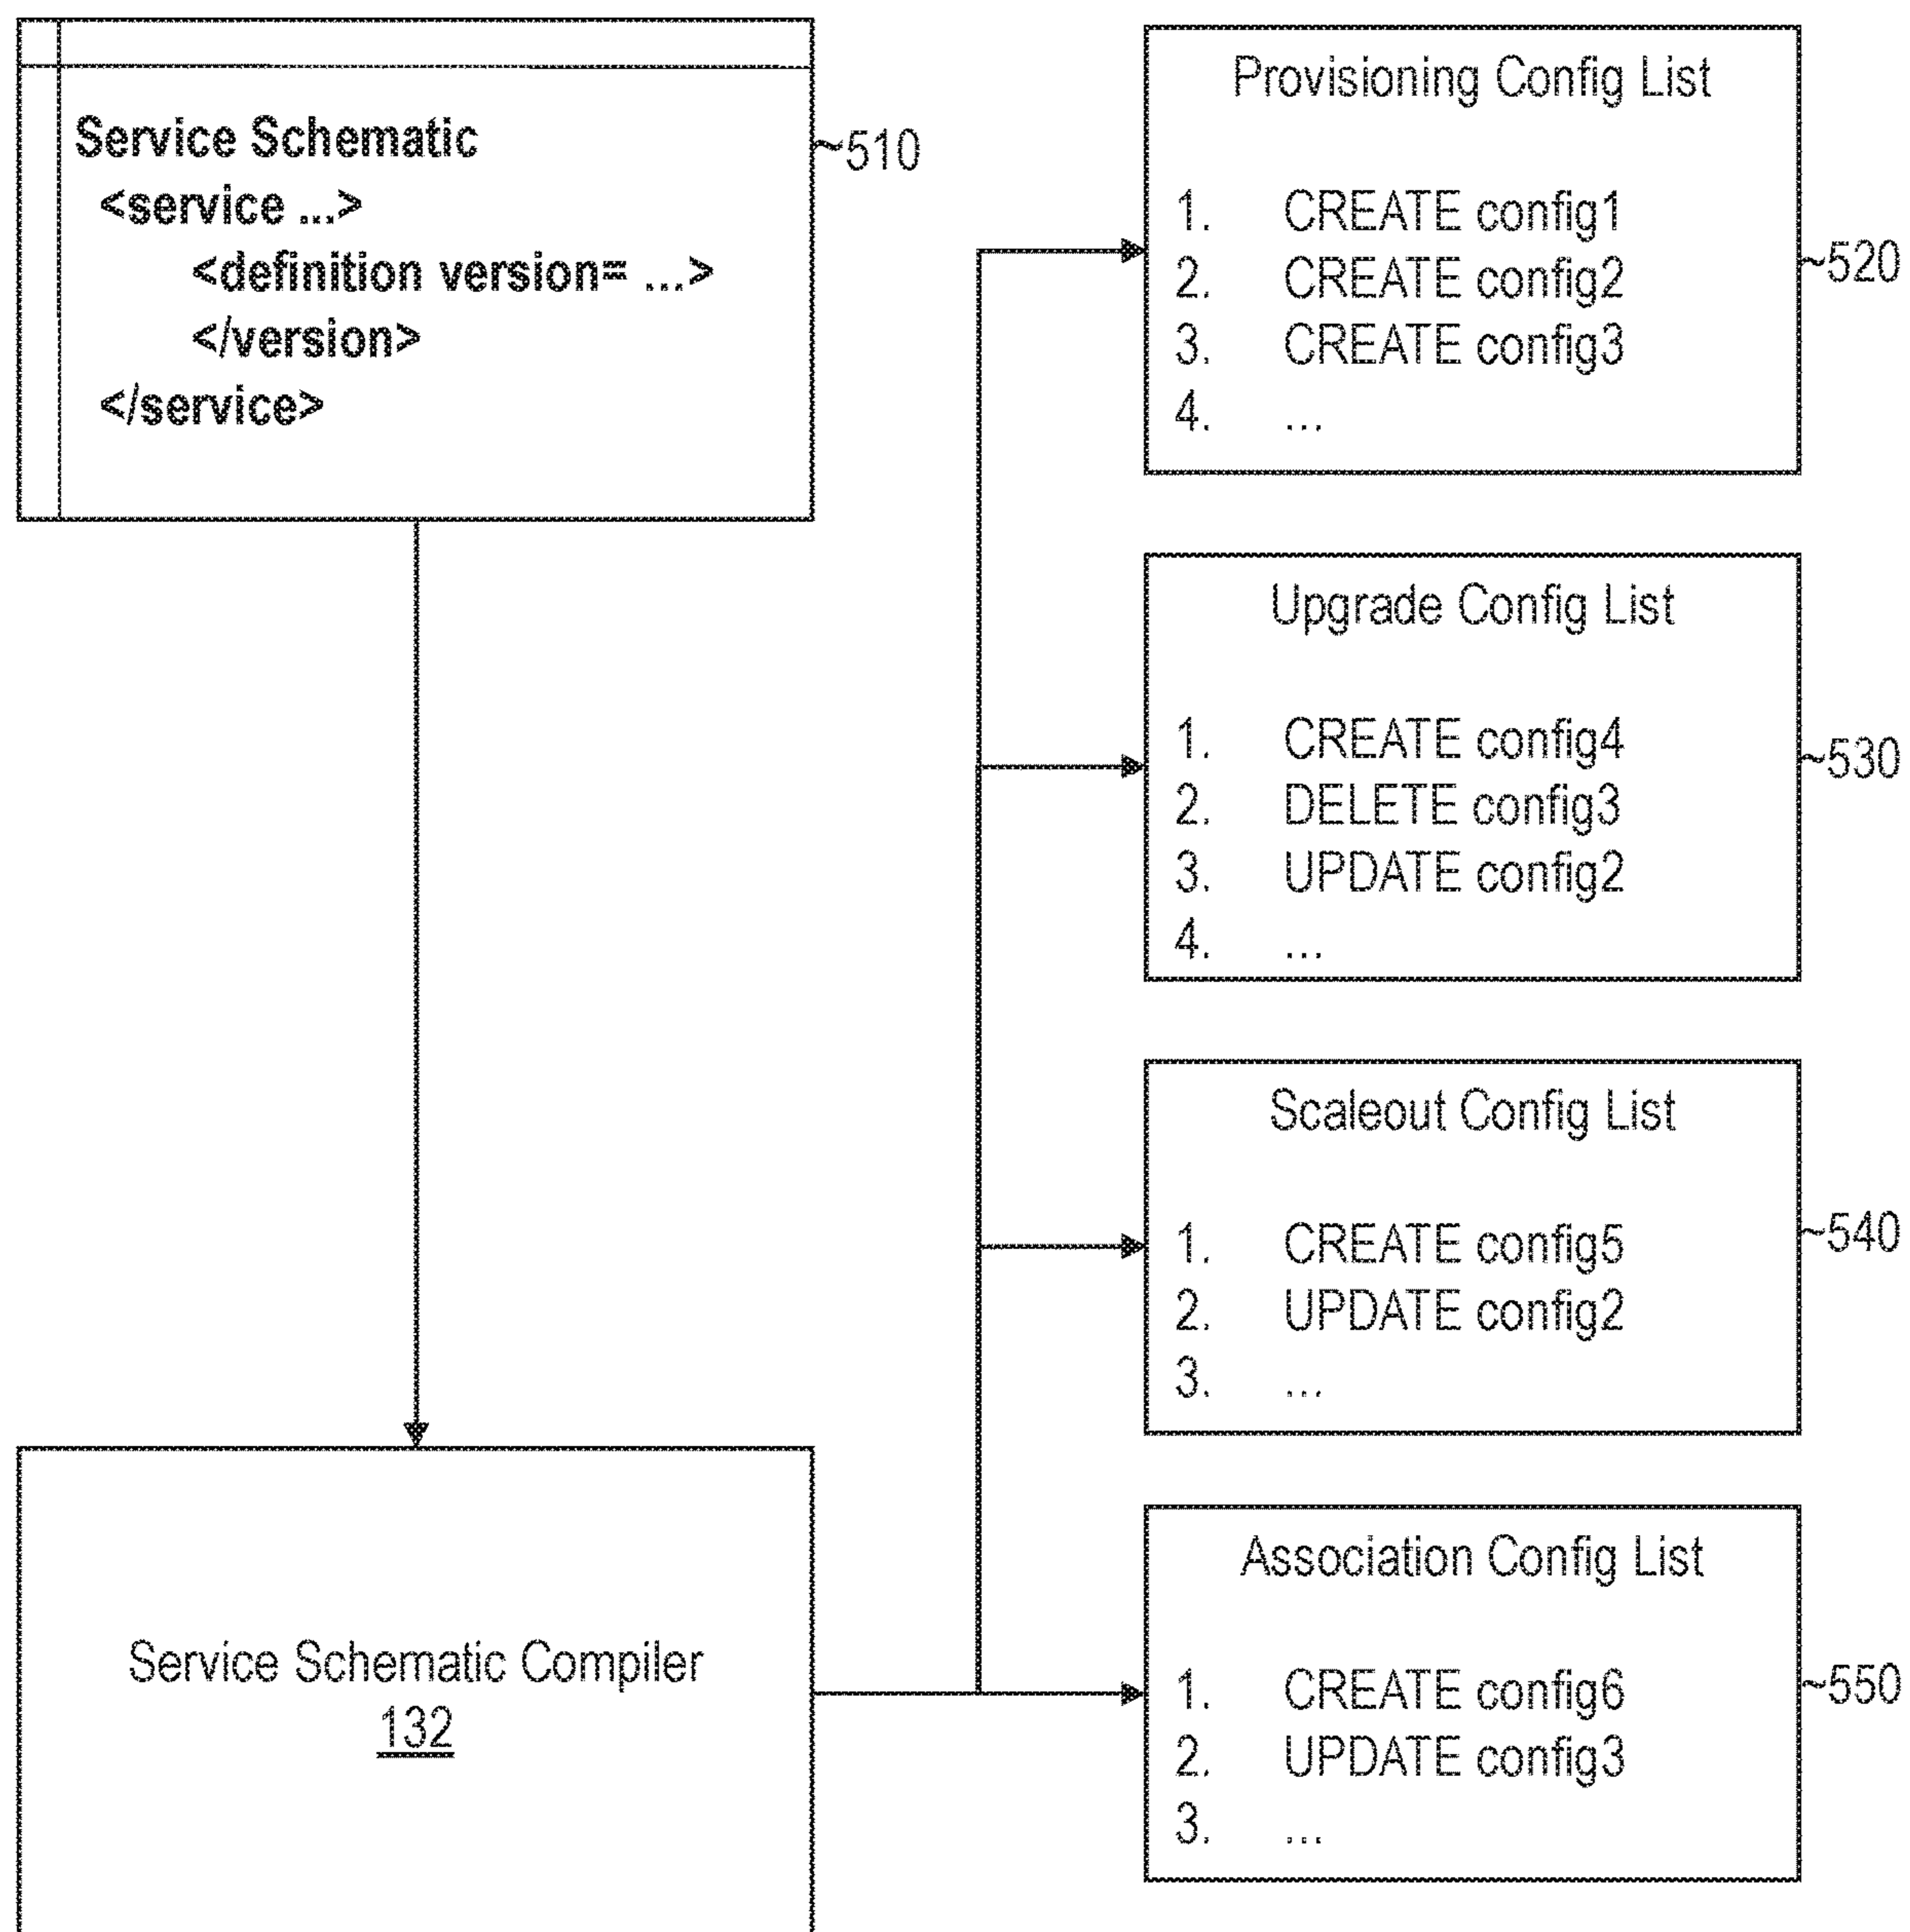 Service Schematic
<service ...>
<definition version= ...>
</version>
</service>
~510
Service Schematic Compiler
132
Provisioning Config List
1. CREATE config1
2. CREATE config2
3. CREATE config3
4. ...
~520
Upgrade Config List
1. CREATE config4
2. DELETE config3
3. UPDATE config2
4. ...
~530
Scaleout Config List
1. CREATE config5
2. UPDATE config2
3. ...
~540
Association Config List
1. CREATE config6
2. UPDATE config3
3. ...
~550